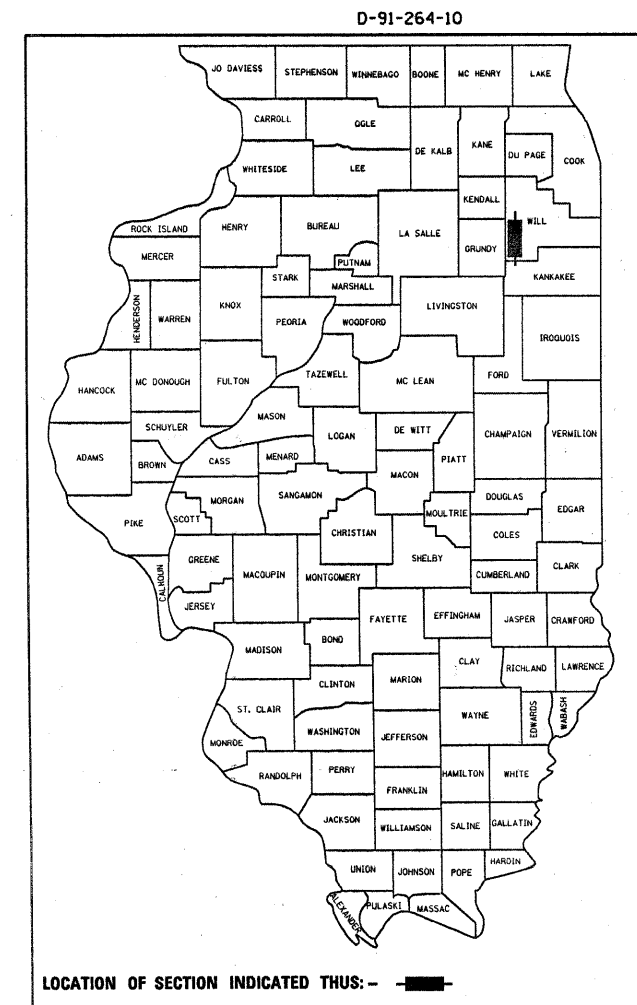 D-91-264-10
JO DAVIESS
STEPHENSON
WINNEBAGO
BOONE
MC HENRY
LAKE
CARROLL
OGLE
DE KALB
KANE
DU PAGE
COOK
WHITESIDE
LEE
KENDALL
WILL
ROCK ISLAND
HENRY
BUREAU
LA SALLE
GRUNDY
MERCER
PUTNAM
STARK
MARSHALL
KANKAKEE
HENDERSON
WARREN
KNOX
PEORIA
WOODFORD
LIVINGSTON
IROQUOIS
HANCOCK
MC DONOUGH
FULTON
TAZEWELL
MC LEAN
FORD
SCHUYLER
MASON
LOGAN
DE WITT
CHAMPAIGN
VERMILION
ADAMS
BROWN
CASS
MENARD
PIATT
MACON
MORGAN
SANGAMON
DOUGLAS
EDGAR
PIKE
SCOTT
CHRISTIAN
MOULTRIE
COLES
GREENE
MACOUPIN
MONTGOMERY
SHELBY
CUMBERLAND
CLARK
CALHOUN
JERSEY
FAYETTE
EFFINGHAM
JASPER
CRAWFORD
MADISON
BOND
CLAY
RICHLAND
LAWRENCE
CLINTON
MARION
ST. CLAIR
WAYNE
EDWARDS
WABASH
MONROE
WASHINGTON
JEFFERSON
RANDOLPH
PERRY
HAMILTON
WHITE
FRANKLIN
JACKSON
WILLIAMSON
SALINE
GALLATIN
UNION
JOHNSON
POPE
HARDIN
ALEXANDER
PULASKI
MASSAC
LOCATION OF SECTION INDICATED THUS: -